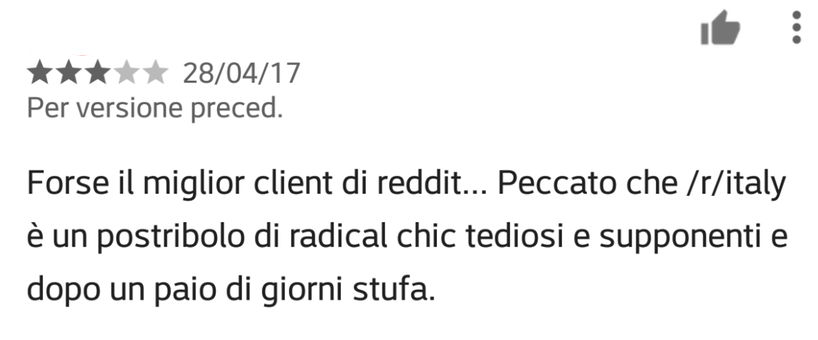 28/04/17
Per versione preced.
Forse il miglior client di reddit... Peccato che /r/italy
è un postribolo di radical chic tediosi e supponenti e
dopo un paio di giorni stufa.